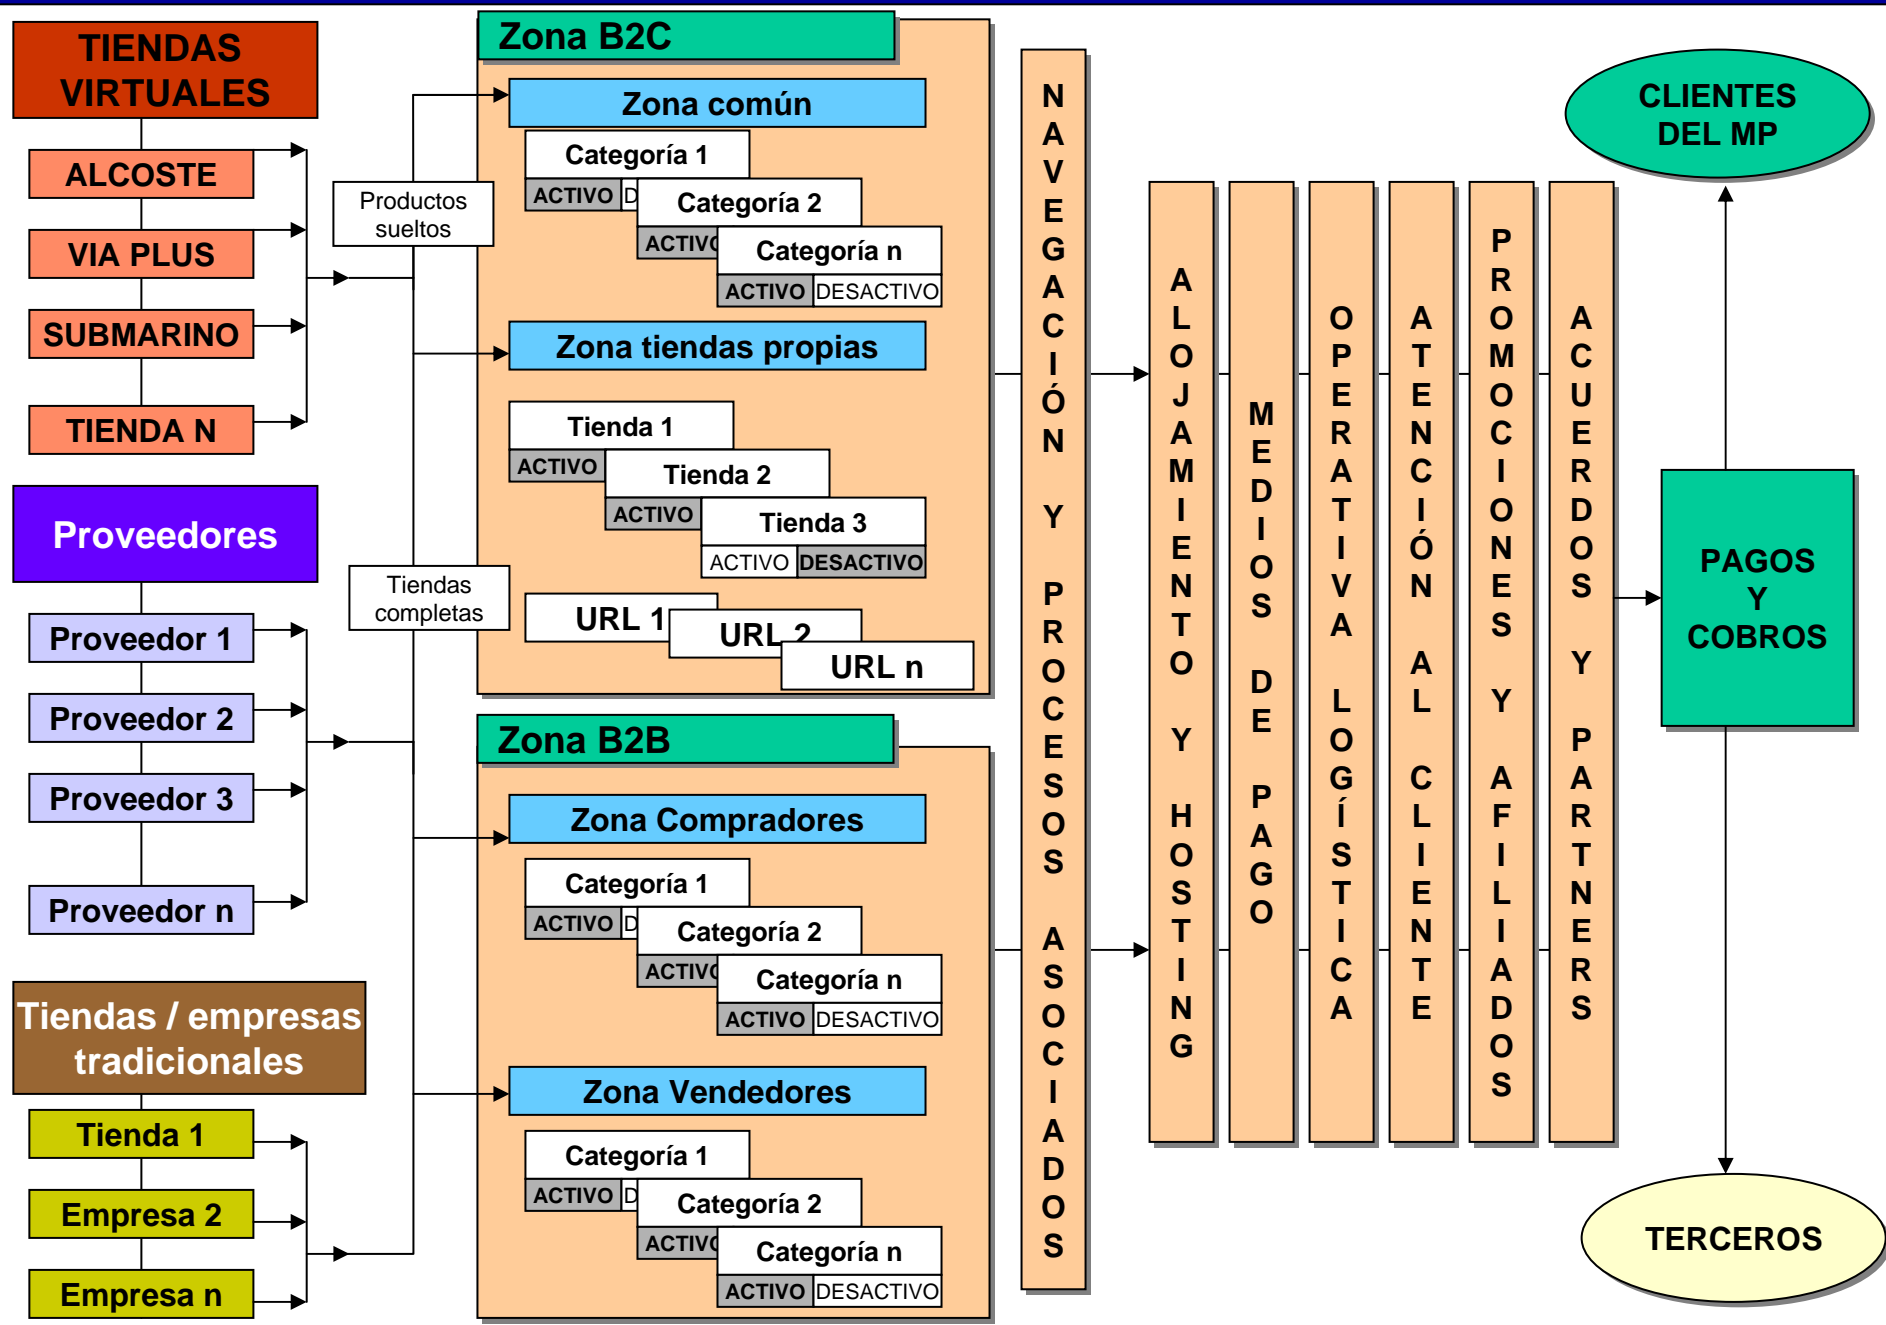 TIENDAS
VIRTUALES
ALCOSTE
VIA PLUS
SUBMARINO
TIENDA N
Proveedores
Proveedor 1
Proveedor 2
Proveedor 3
Proveedor n
Tiendas / empresas
tradicionales
Tienda 1
Empresa 2
Empresa n
Productos
sueltos
Tiendas
completas
Zona B2C
Zona común
Categoría 1
ACTIVO D
Categoría 2
ACTIVO
Categoría n
ACTIVO DESACTIVO
Zona tiendas propias
Tienda 1
ACTIVO
Tienda 2
ACTIVO
Tienda 3
ACTIVO DESACTIVO
URL 1
URL 2
URL n
Zona B2B
Zona Compradores
Categoría 1
ACTIVO D
Categoría 2
ACTIVO
Categoría n
ACTIVO DESACTIVO
Zona Vendedores
Categoría 1
ACTIVO D
Categoría 2
ACTIVO
Categoría n
ACTIVO DESACTIVO
NAVEGACIÓN Y PROCESOS ASOCIADOS
ALOJAMIENTO Y HOSTING
MEDIOS DE PAGO
OPERATIVA LOGÍSTICA
ATENCIÓN AL CLIENTE
PROMOCIONES Y AFILIADOS
ACUERDOS Y PARTNERS
CLIENTES
DEL MP
PAGOS
Y
COBROS
TERCEROS